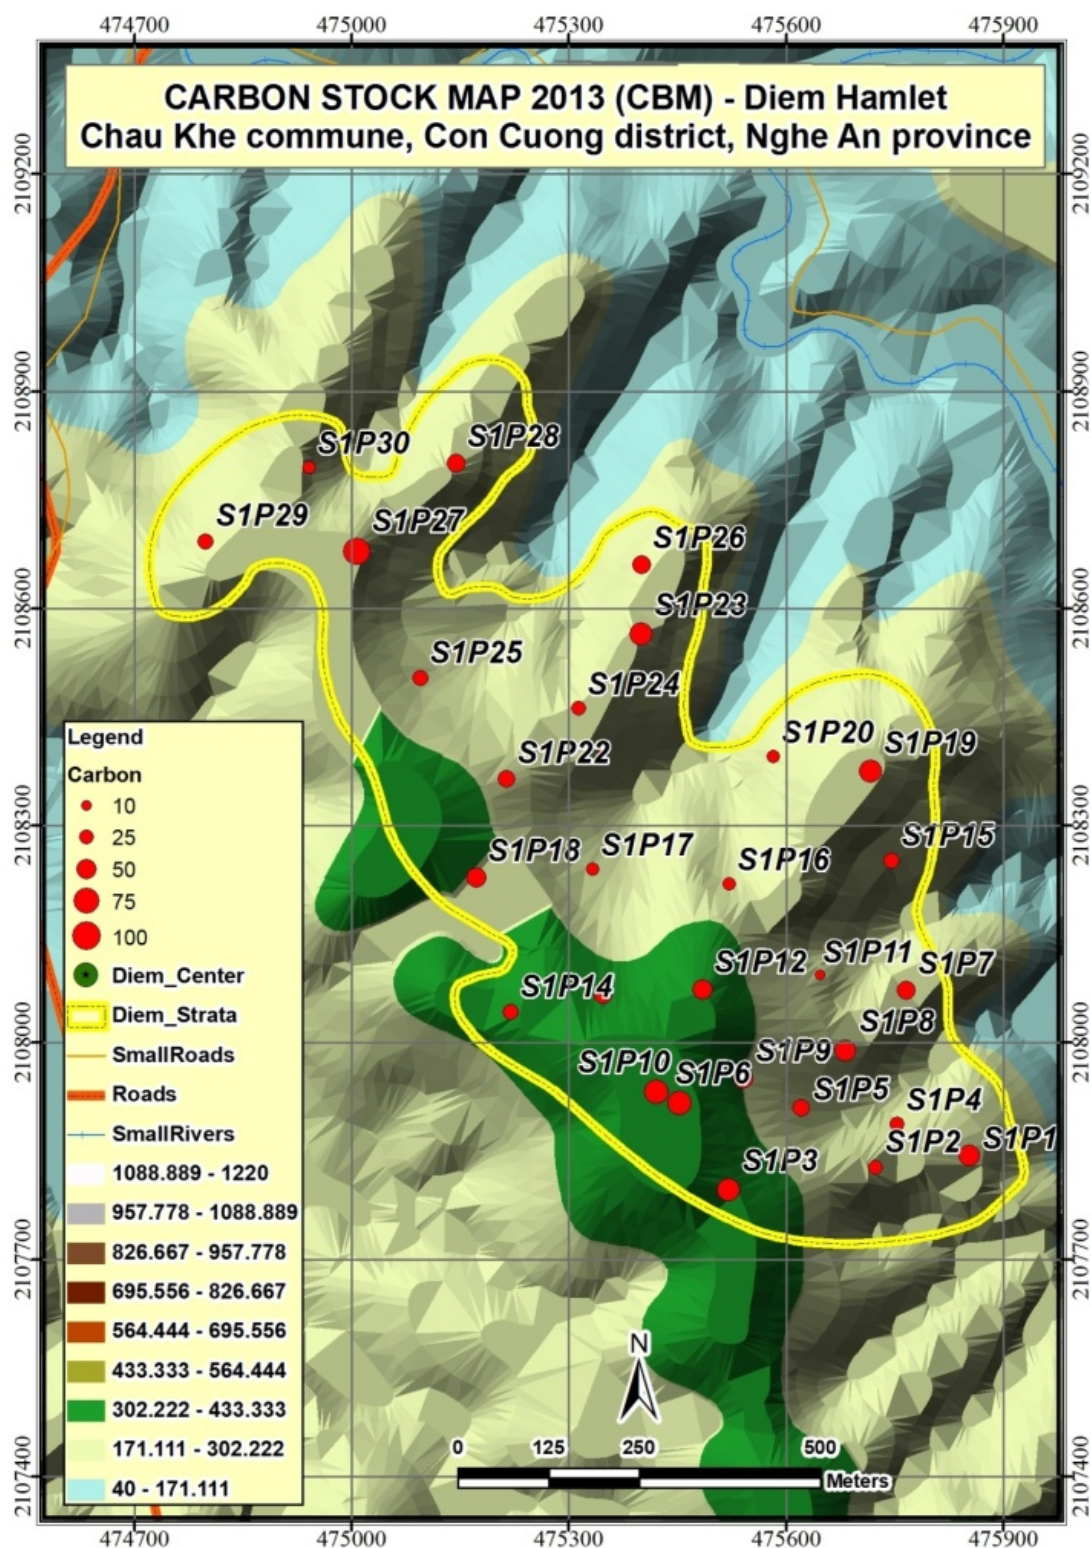 474700 475000 475300 475600 475900
CARBON STOCK MAP 2013 (CBM) - Diem Hamlet
Chau Khe commune, Con Cuong district, Nghe An province
2109200 2109200
2108900 2108900
S1P30 S1P28
S1P29 S1P27
S1P26
2108600 S1P23 2108600
S1P25
S1P24
S1P20 S1P19
S1P22
2108300 2108300
S1P18 S1P17 S1P16 S1P15
S1P14 S1P12 S1P11 S1P7
2108000 S1P8 2108000
S1P10 S1P6 S1P9 S1P5
S1P4
S1P3 S1P2 S1P1
2107700 2107700
2107400 2107400
Legend
Carbon
10
25
50
75
100
Diem_Center
Diem_Strata
SmallRoads
Roads
SmallRivers
1088.889 - 1220
957.778 - 1088.889
826.667 - 957.778
695.556 - 826.667
564.444 - 695.556
433.333 - 564.444
302.222 - 433.333
171.111 - 302.222
40 - 171.111
N
0 125 250 500
Meters
474700 475000 475300 475600 475900